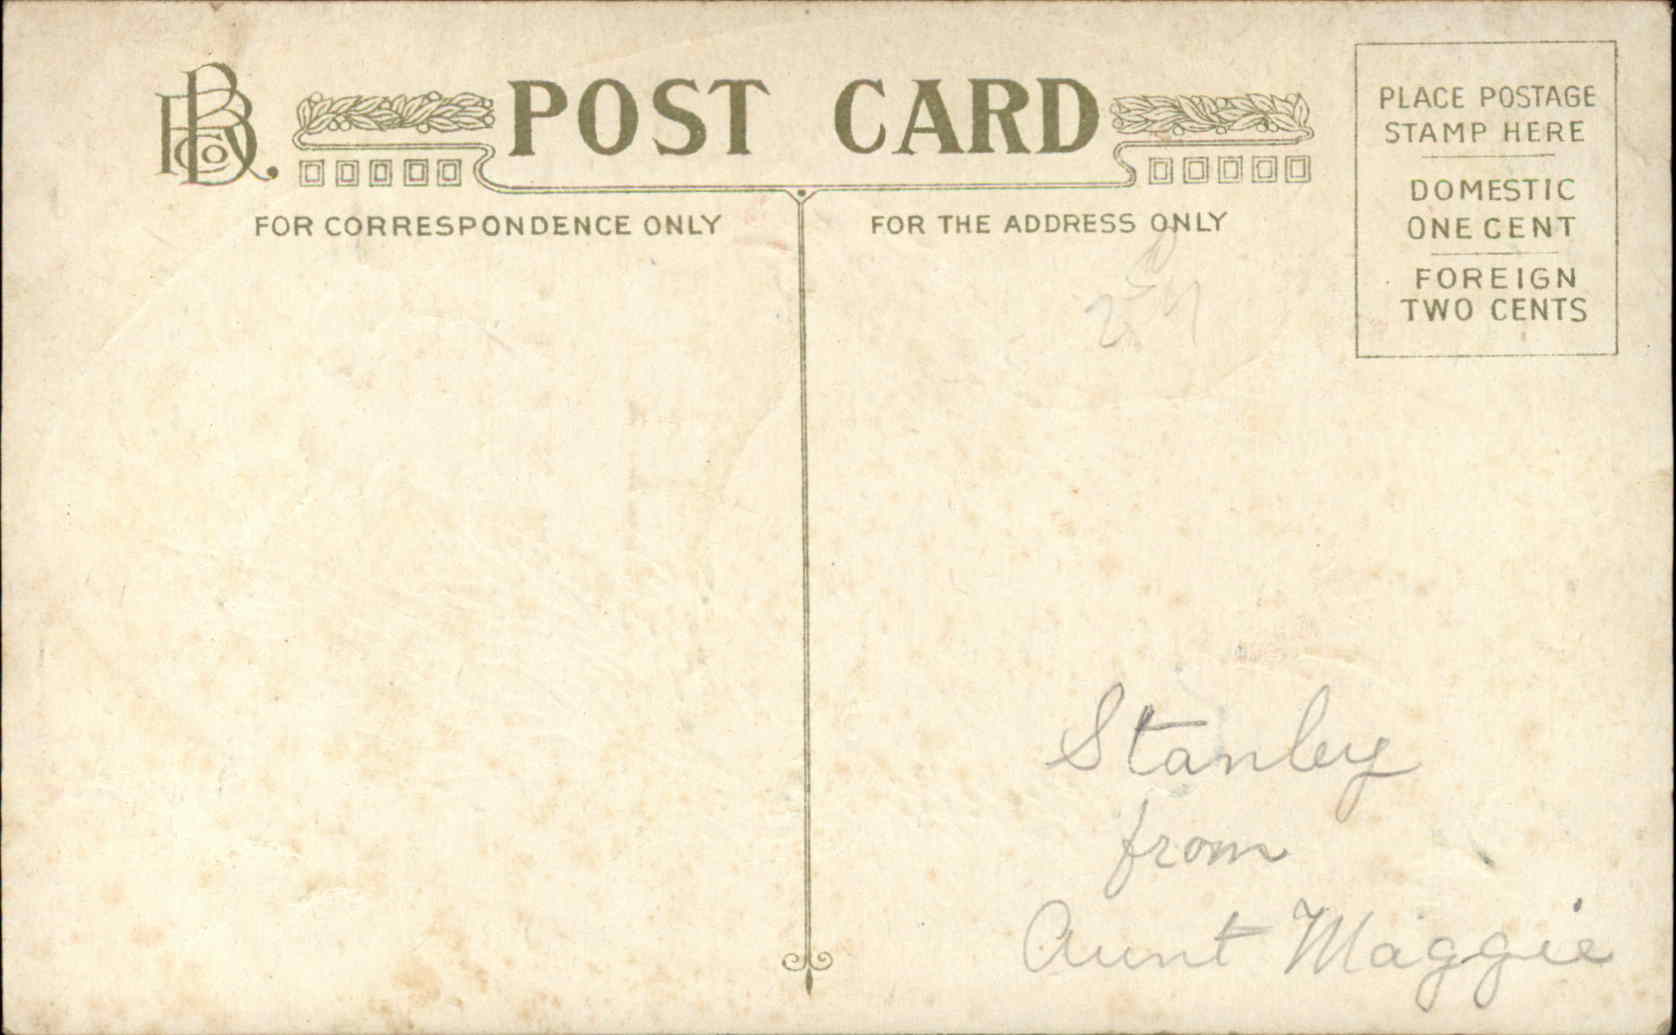 POST CARD
FOR CORRESPONDENCE ONLY
FOR THE ADDRESS ONLY
PLACE POSTAGE
STAMP HERE
DOMESTIC
ONE CENT
FOREIGN
TWO CENTS
Stanley
from
Aunt Maggie